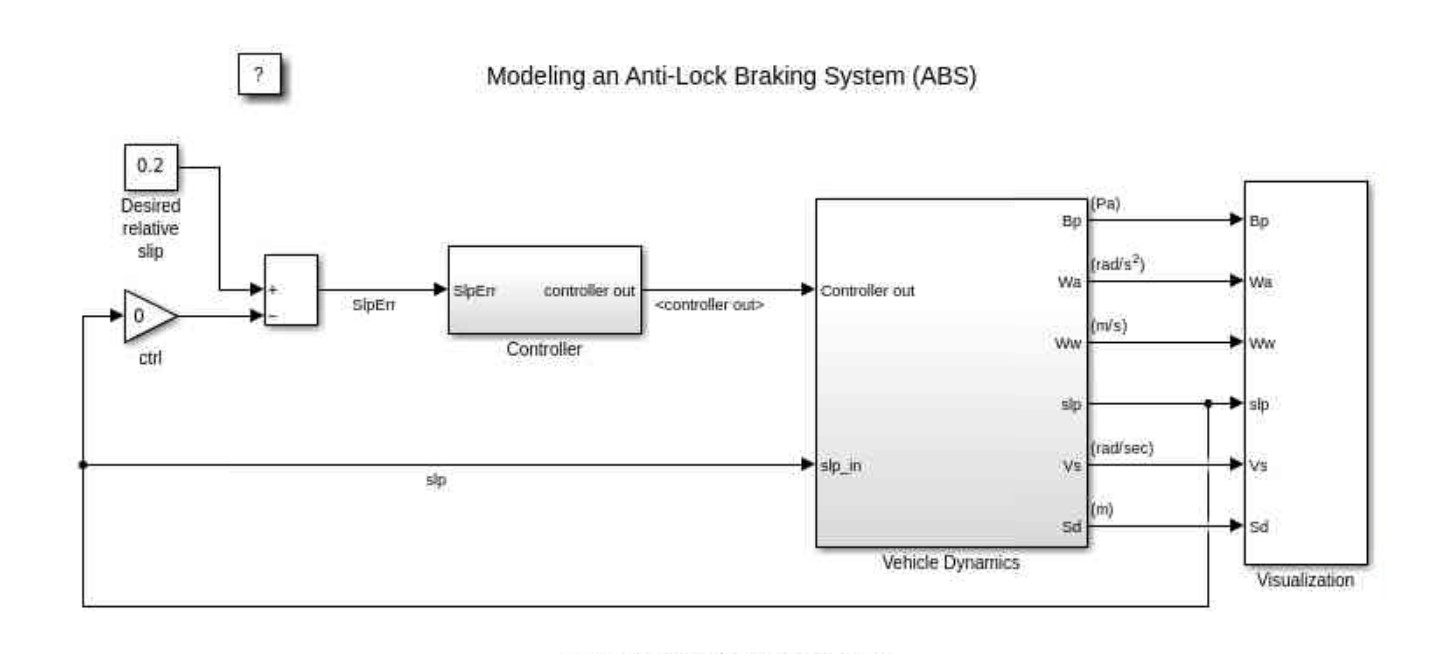 ?
Modeling an Anti-Lock Braking System (ABS)
0.2
Desired
relative
slip
+
−
0
ctrl
SlpErr
SlpErr
controller out
Controller
<controller out>
Controller out
slp_in
slp
Bp
Wa
Ww
slp
Vs
Sd
Vehicle Dynamics
(Pa)
(rad/s²)
(m/s)
(rad/sec)
(m)
Bp
Wa
Ww
slp
Vs
Sd
Visualization